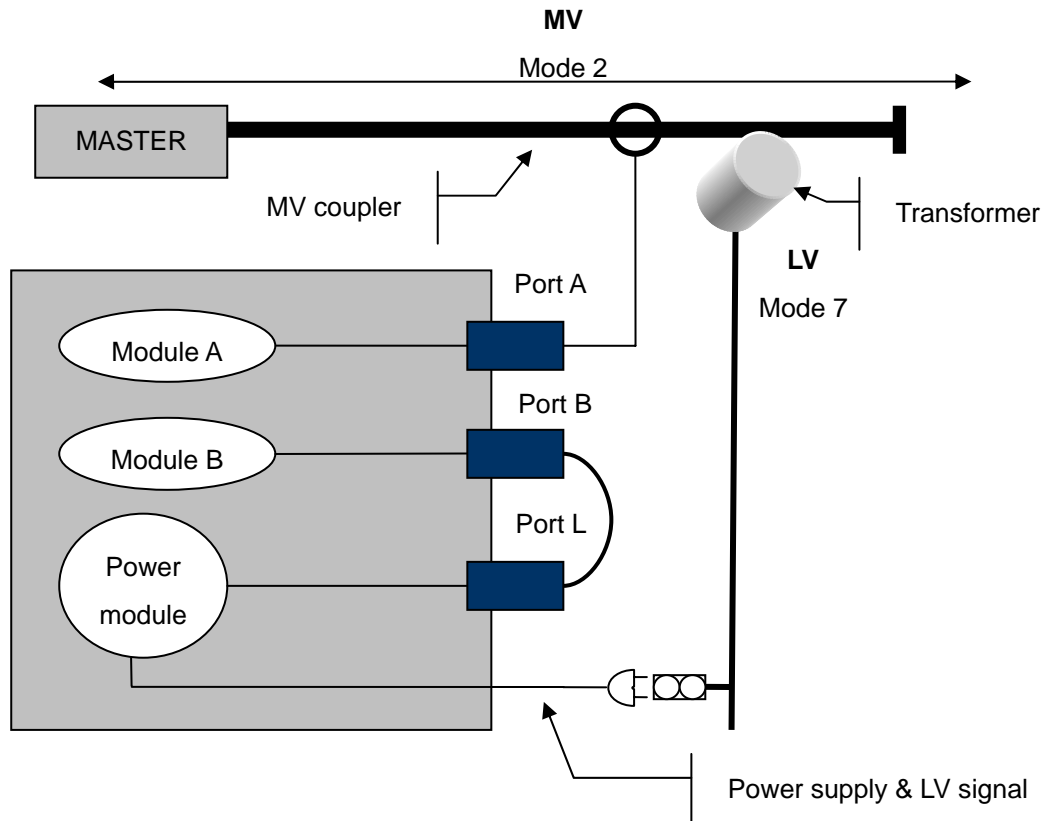 MV
Mode 2
MASTER
MV coupler
Transformer
LV
Mode 7
Port A
Module A
Port B
Module B
Port L
Power
module
Power supply & LV signal